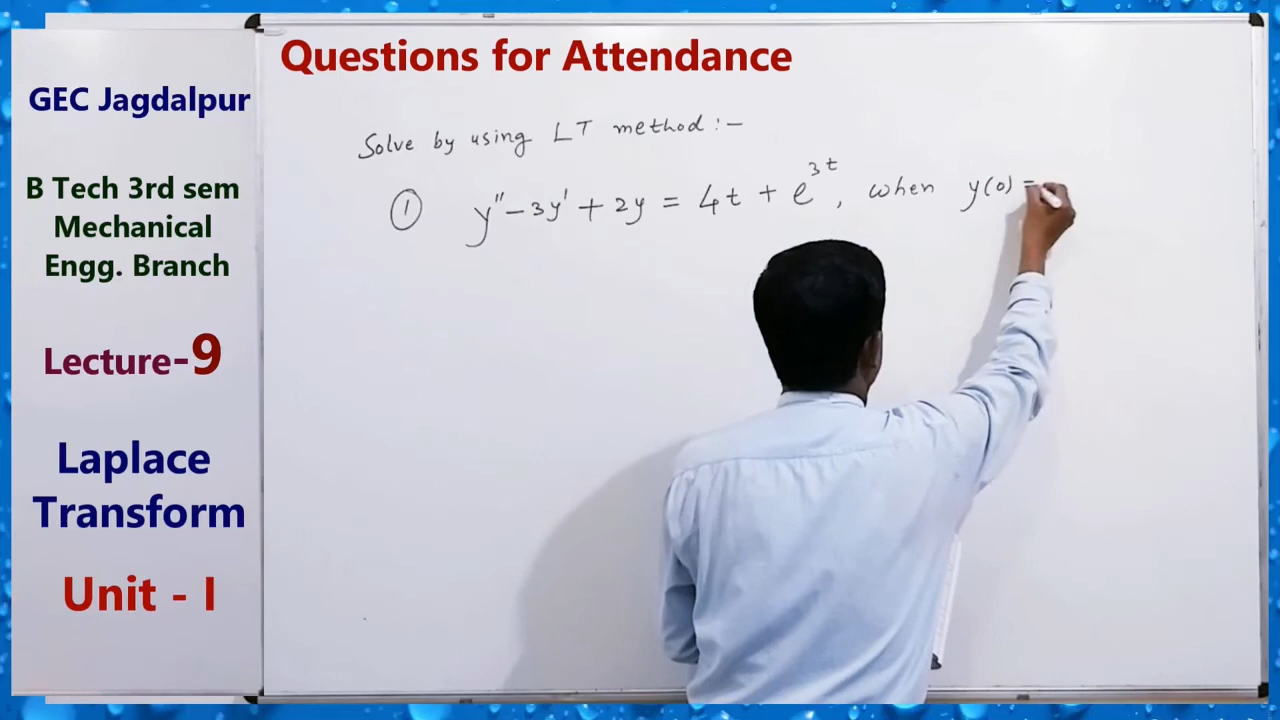 Questions for Attendance
GEC Jagdalpur
B Tech 3rd sem
Mechanical
Engg. Branch
Lecture-9
Laplace
Transform
Unit - I
Solve by using LT method :-
① y'' - 3y' + 2y = 4t + e^{3t}, when y(0) =